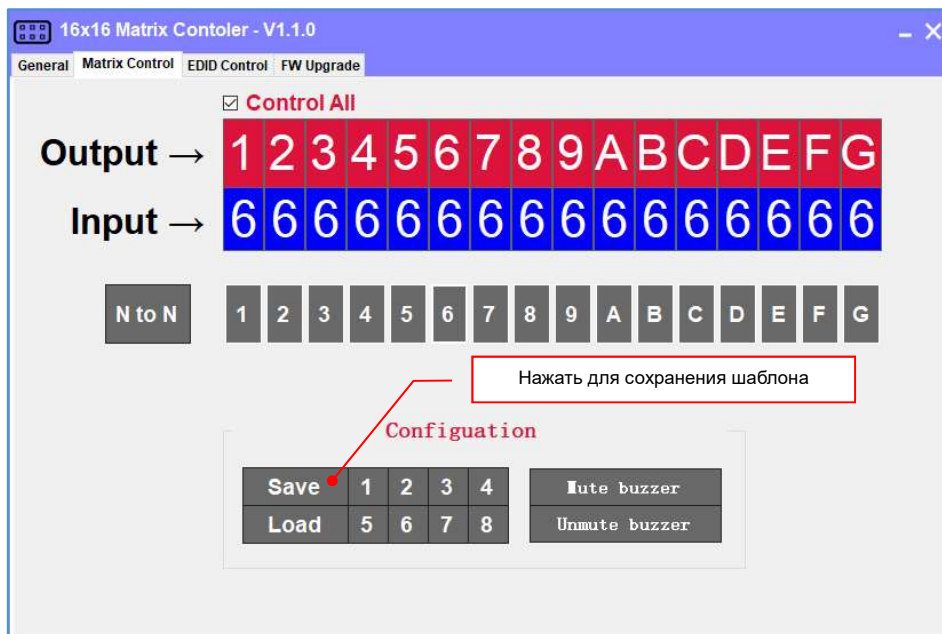 16x16 Matrix Contoler - V1.1.0
General Matrix Control EDID Control FW Upgrade
Control All
Output → 1 2 3 4 5 6 7 8 9 A B C D E F G
Input → 6 6 6 6 6 6 6 6 6 6 6 6 6 6 6 6
N to N 1 2 3 4 5 6 7 8 9 A B C D E F G
Нажать для сохранения шаблона
Configuation
Save 1 2 3 4 Mute buzzer
Load 5 6 7 8 Unmute buzzer